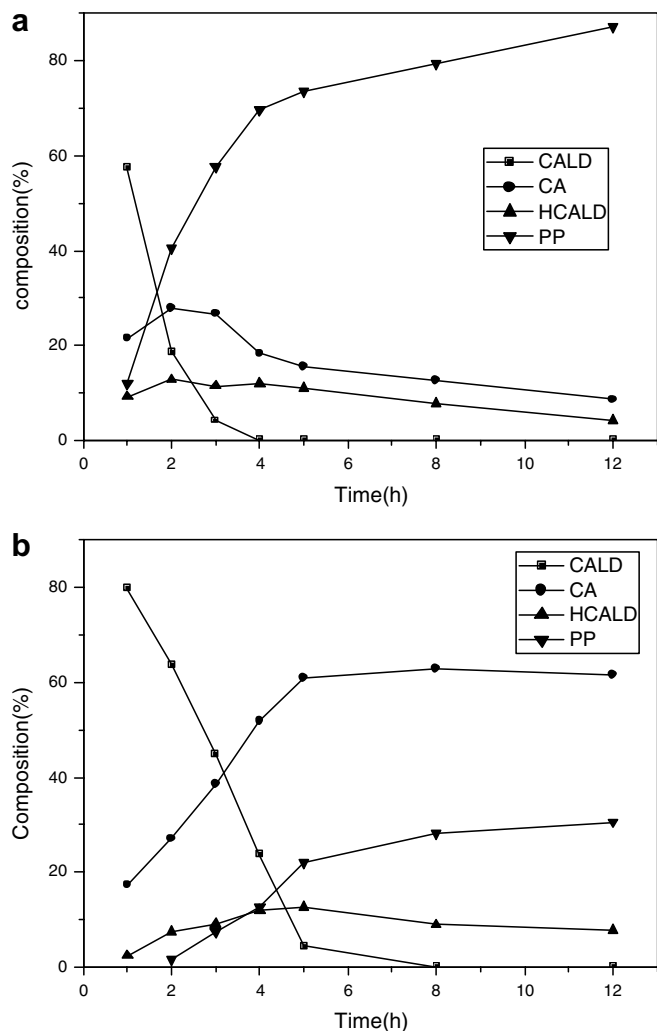 a
composition(%)
80
60
40
20
0
CALD
CA
HCALD
PP
0 2 4 6 8 10 12
Time(h)
b
Composition(%)
80
60
40
20
0
CALD
CA
HCALD
PP
0 2 4 6 8 10 12
Time(h)